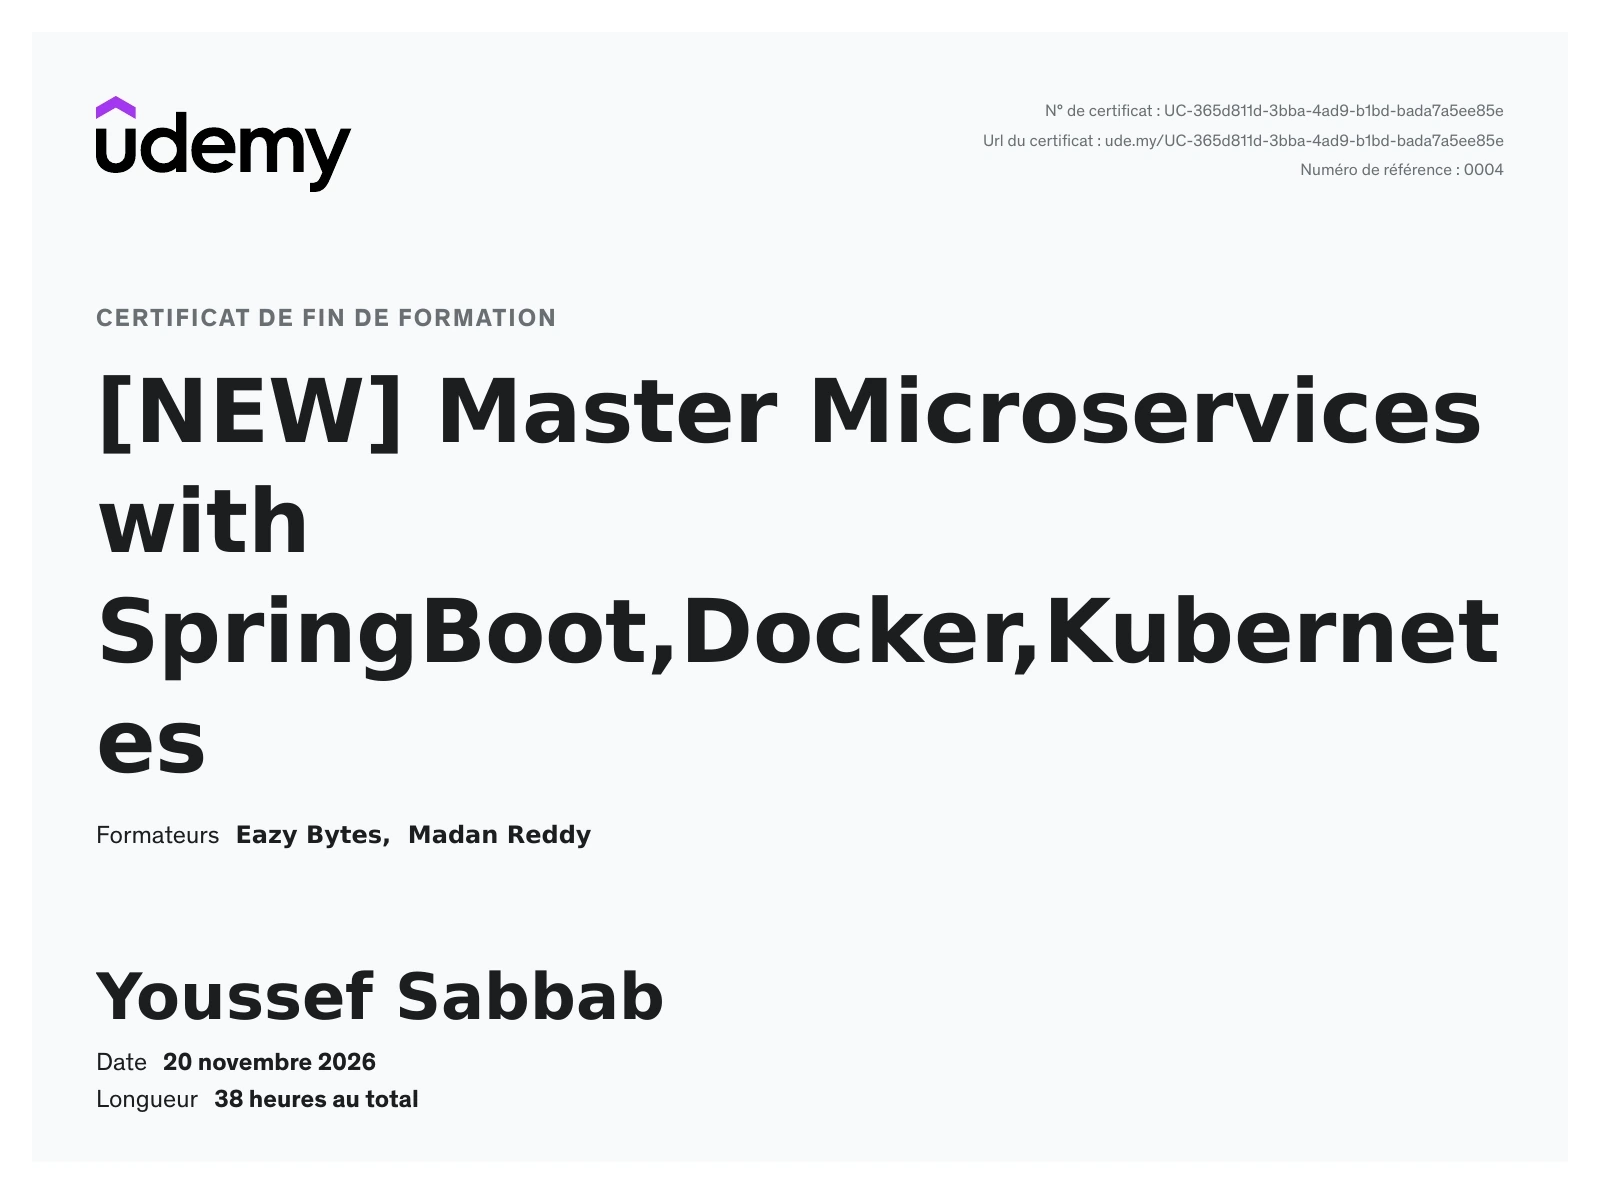 udemy
N° de certificat : UC-365d811d-3bba-4ad9-b1bd-bada7a5ee85e
Url du certificat : ude.my/UC-365d811d-3bba-4ad9-b1bd-bada7a5ee85e
Numéro de référence : 0004
CERTIFICAT DE FIN DE FORMATION
[NEW] Master Microservices
with
SpringBoot,Docker,Kubernet
es
Formateurs Eazy Bytes, Madan Reddy
Youssef Sabbab
Date 20 novembre 2026
Longueur 38 heures au total